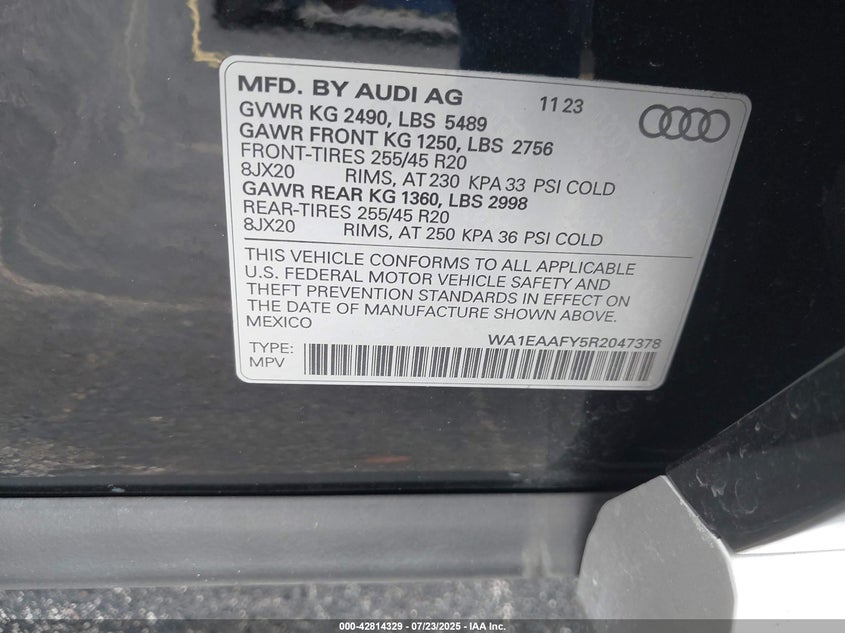 MFD. BY AUDI AG 11 23
GVWR KG 2490, LBS 5489
GAWR FRONT KG 1250, LBS 2756
FRONT-TIRES 255/45 R20
8JX20 RIMS, AT 230 KPA 33 PSI COLD
GAWR REAR KG 1360, LBS 2998
REAR-TIRES 255/45 R20
8JX20 RIMS, AT 250 KPA 36 PSI COLD
THIS VEHICLE CONFORMS TO ALL APPLICABLE
U.S. FEDERAL MOTOR VEHICLE SAFETY AND
THEFT PREVENTION STANDARDS IN EFFECT ON
THE DATE OF MANUFACTURE SHOWN ABOVE.
MEXICO WA1EAAFY5R2047378
TYPE:
MPV
000-42814329 - 07/23/2025 - IAA Inc.